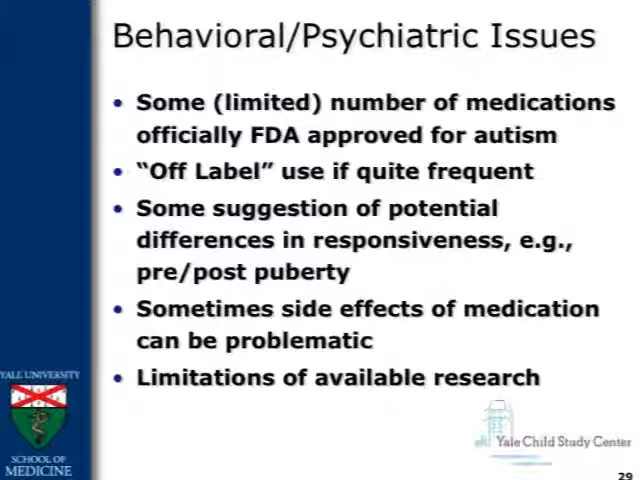 Behavioral/Psychiatric Issues
• Some (limited) number of medications
officially FDA approved for autism
• “Off Label” use if quite frequent
• Some suggestion of potential
differences in responsiveness, e.g.,
pre/post puberty
• Sometimes side effects of medication
can be problematic
• Limitations of available research
YALE UNIVERSITY
SCHOOL OF
MEDICINE
Yale Child Study Center
29